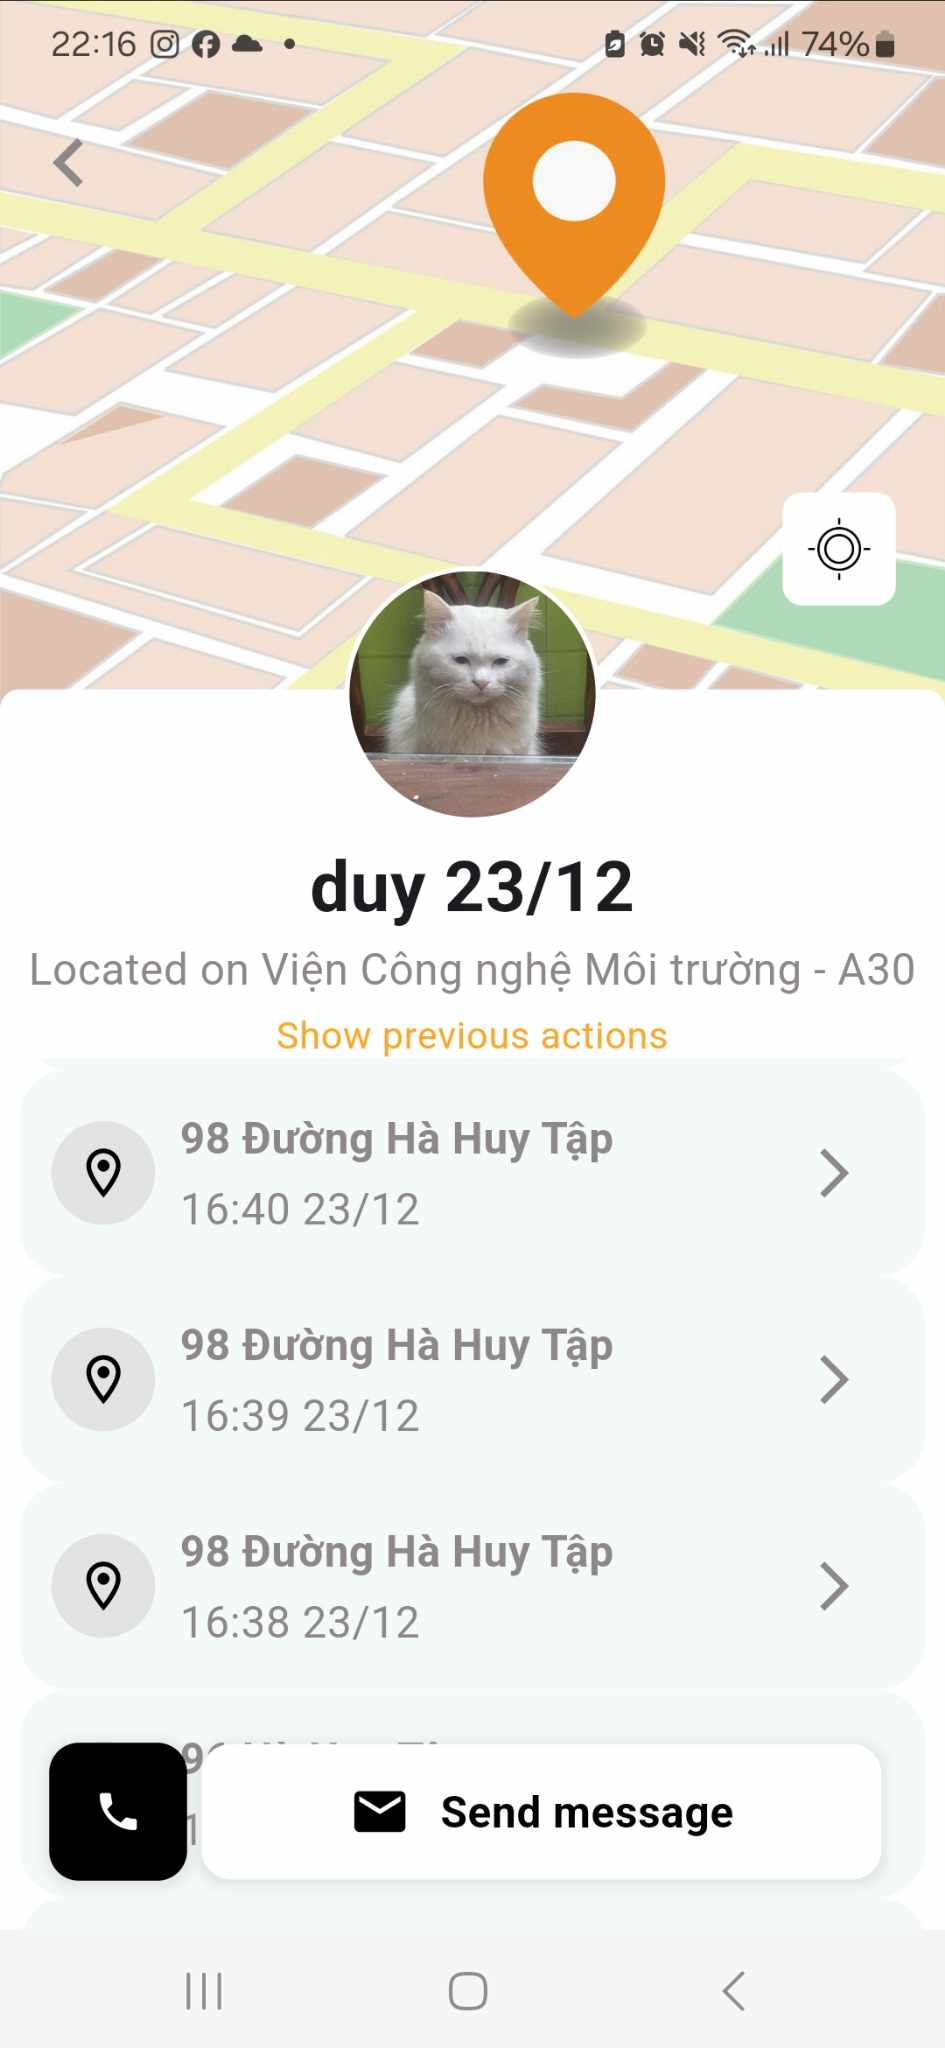 22:16
74%
duy 23/12
Located on Viện Công nghệ Môi trường - A30
Show previous actions
98 Đường Hà Huy Tập
16:40 23/12
98 Đường Hà Huy Tập
16:39 23/12
98 Đường Hà Huy Tập
16:38 23/12
Send message